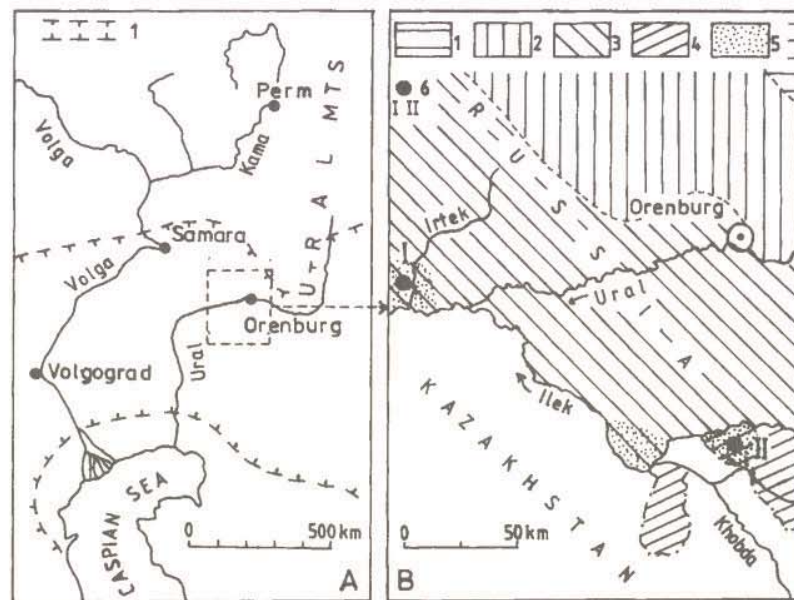 1
Perm
Volga
Kama
URAL MTS
Samara
Volga
Orenburg
Ural
Volgograd
CASPIAN SEA
0 500 km
A
1 2 3 4 5
6
I II
RUSSIA
Orenburg
Irtek
I
Ural
Ilek
KAZAKHSTAN
II
Khobda
0 50 km
B